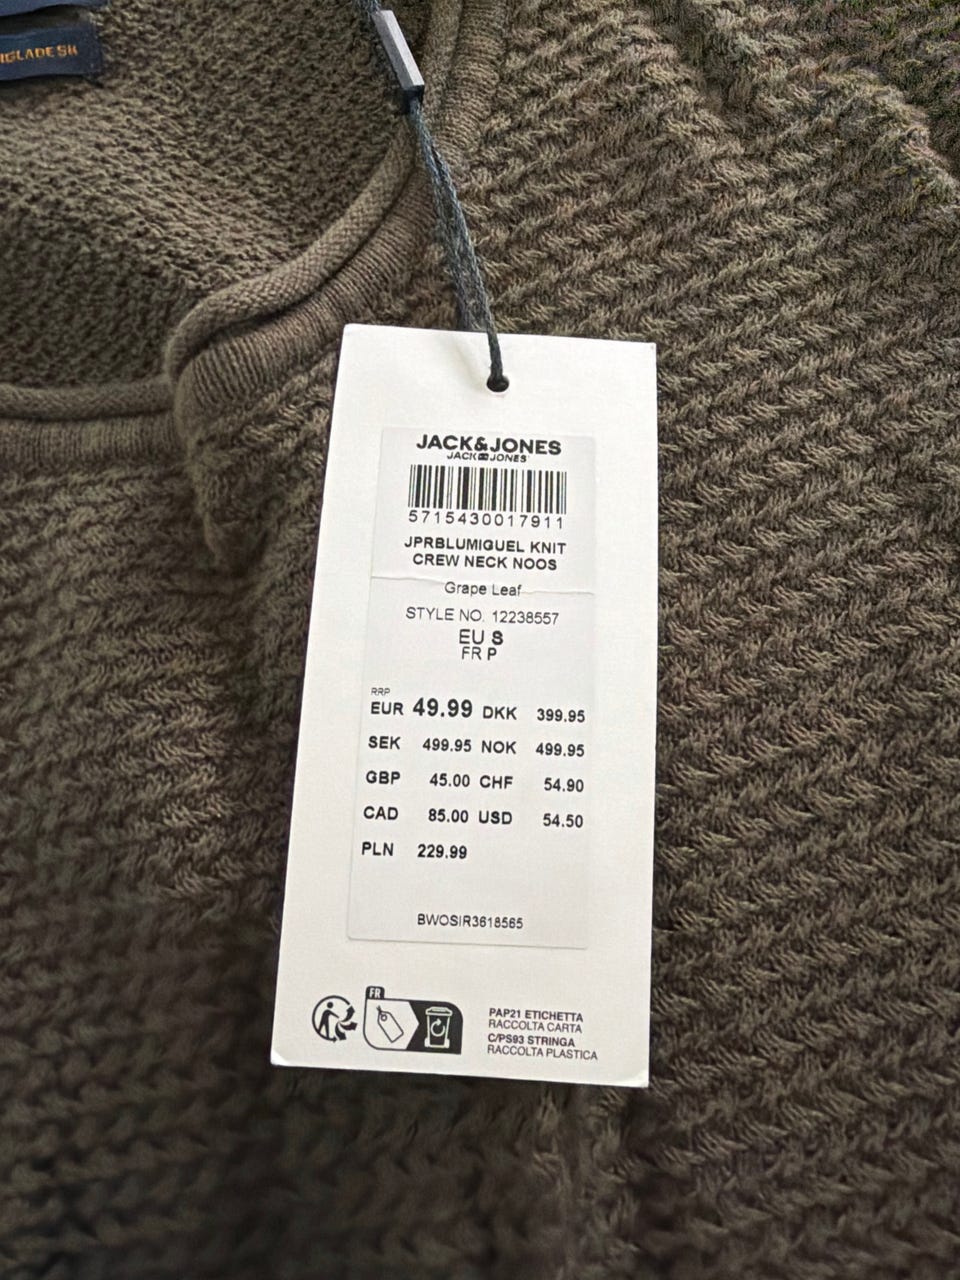 JACK&JONES
JACK JONES
5715430017911
JPRBLUMIGUEL KNIT
CREW NECK NOOS
Grape Leaf
STYLE NO. 12238557
EU S
FR P
RRP
EUR 49.99 DKK 399.95
SEK 499.95 NOK 499.95
GBP 45.00 CHF 54.90
CAD 85.00 USD 54.50
PLN 229.99
BWOSIR3618565
FR
PAP21 ETICHETTA
RACCOLTA CARTA
C/PS93 STRINGA
RACCOLTA PLASTICA